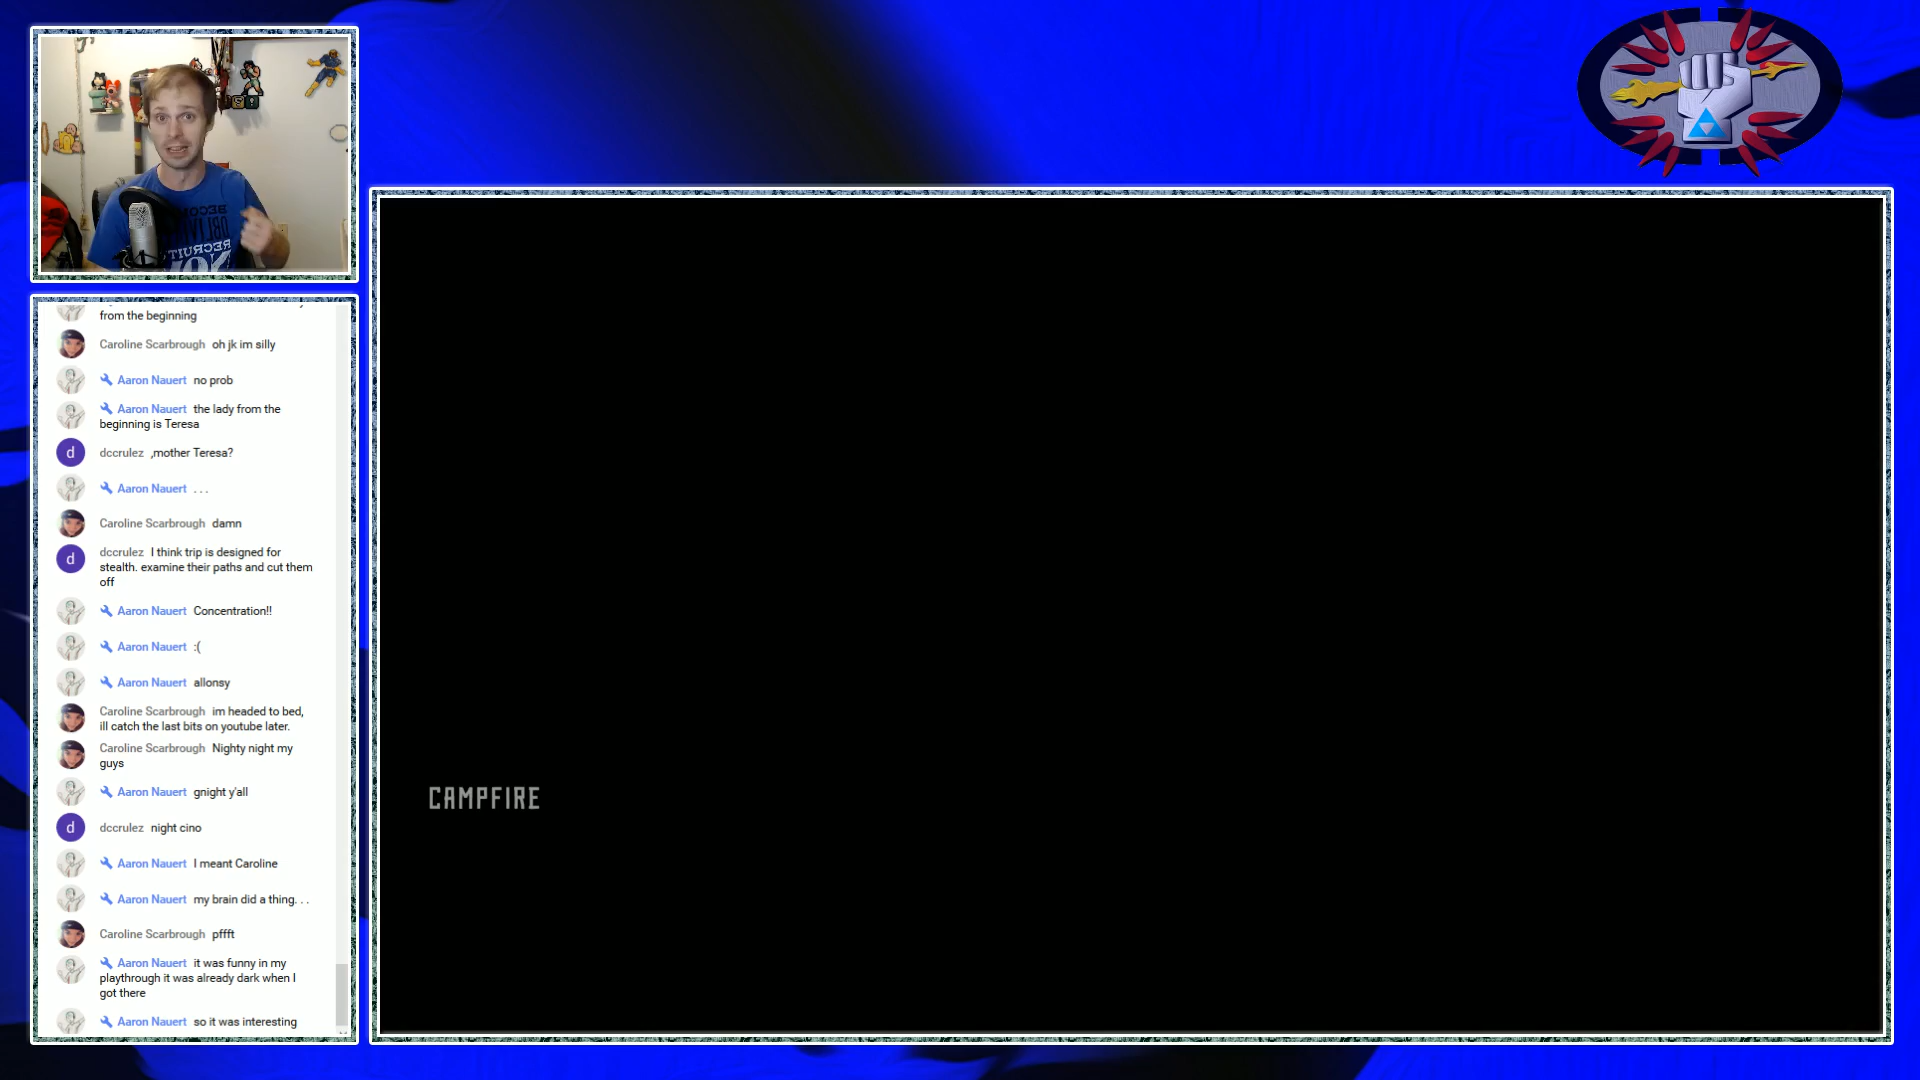 from the beginning
Caroline Scarbrough oh jk im silly
Aaron Nauert no prob
Aaron Nauert the lady from the
beginning is Teresa
d dccrulez ,mother Teresa?
Aaron Nauert . . .
Caroline Scarbrough damn
d dccrulez I think trip is designed for
stealth. examine their paths and cut them
off
Aaron Nauert Concentration!!
Aaron Nauert :(
Aaron Nauert allonsy
Caroline Scarbrough im headed to bed,
ill catch the last bits on youtube later.
Caroline Scarbrough Nighty night my
guys
Aaron Nauert gnight y'all
d dccrulez night cino
Aaron Nauert I meant Caroline
Aaron Nauert my brain did a thing. . .
Caroline Scarbrough pffft
Aaron Nauert it was funny in my
playthrough it was already dark when I
got there
Aaron Nauert so it was interesting
CAMPFIRE